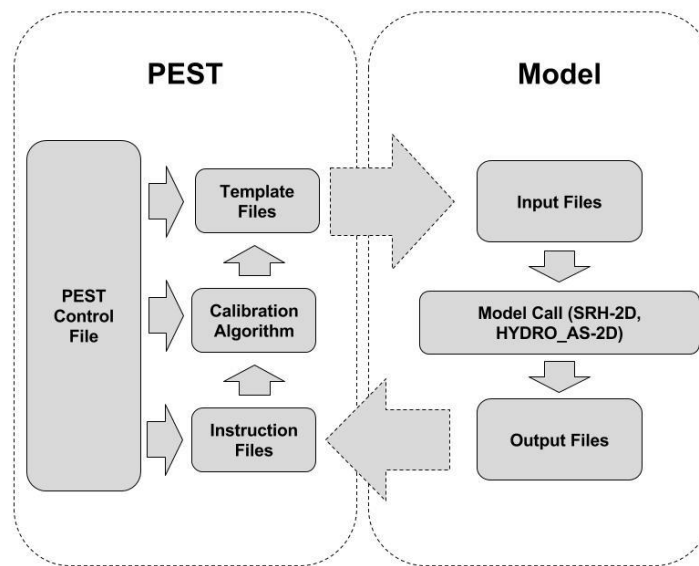 PEST
Model
PEST
Control
File
Template
Files
Calibration
Algorithm
Instruction
Files
Input Files
Model Call (SRH-2D,
HYDRO_AS-2D)
Output Files